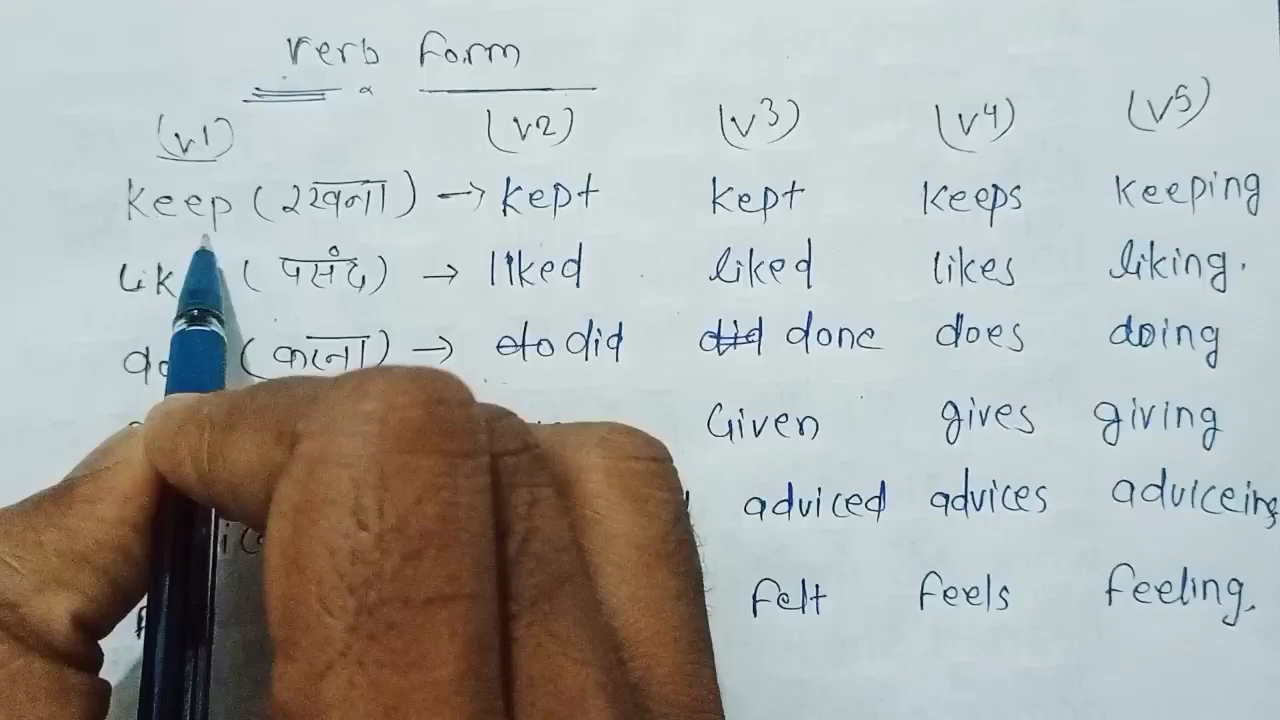 verb form
(v1) (v2) (v3) (v4) (v5)
keep (रखना) → kept kept keeps keeping
lik (पसंद) → liked liked likes liking.
do (करना) → did done does doing
Given gives giving
adviced advices adviceing
felt feels feeling.